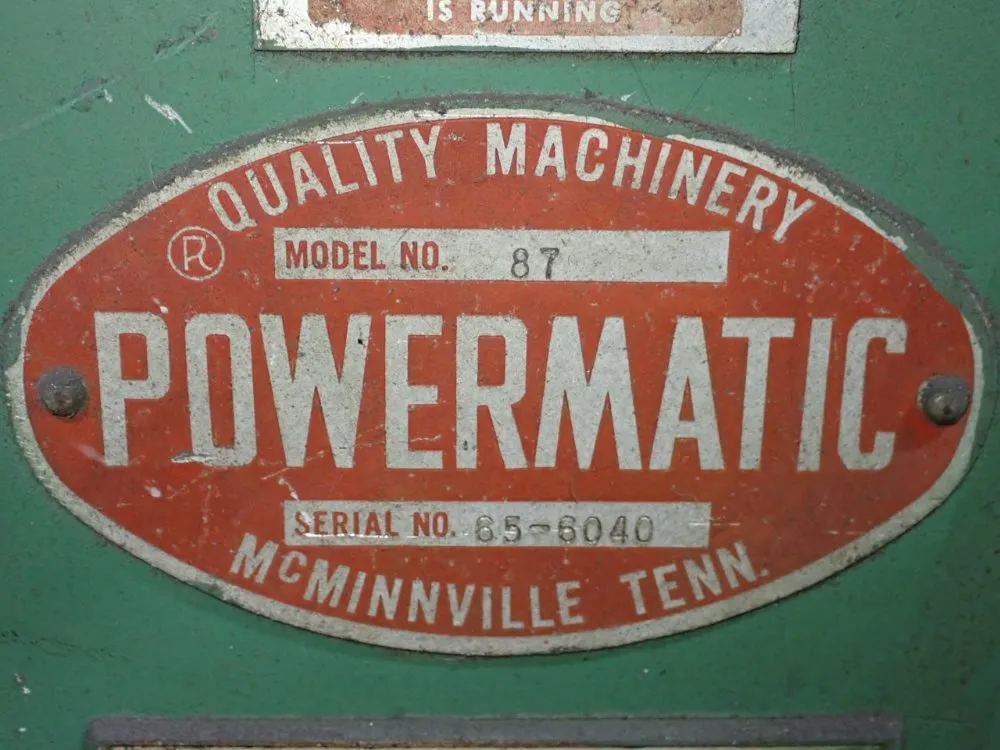 IS RUNNING
QUALITY MACHINERY
®
MODEL NO. 87
POWERMATIC
SERIAL NO. 65-6040
McMINNVILLE TENN.